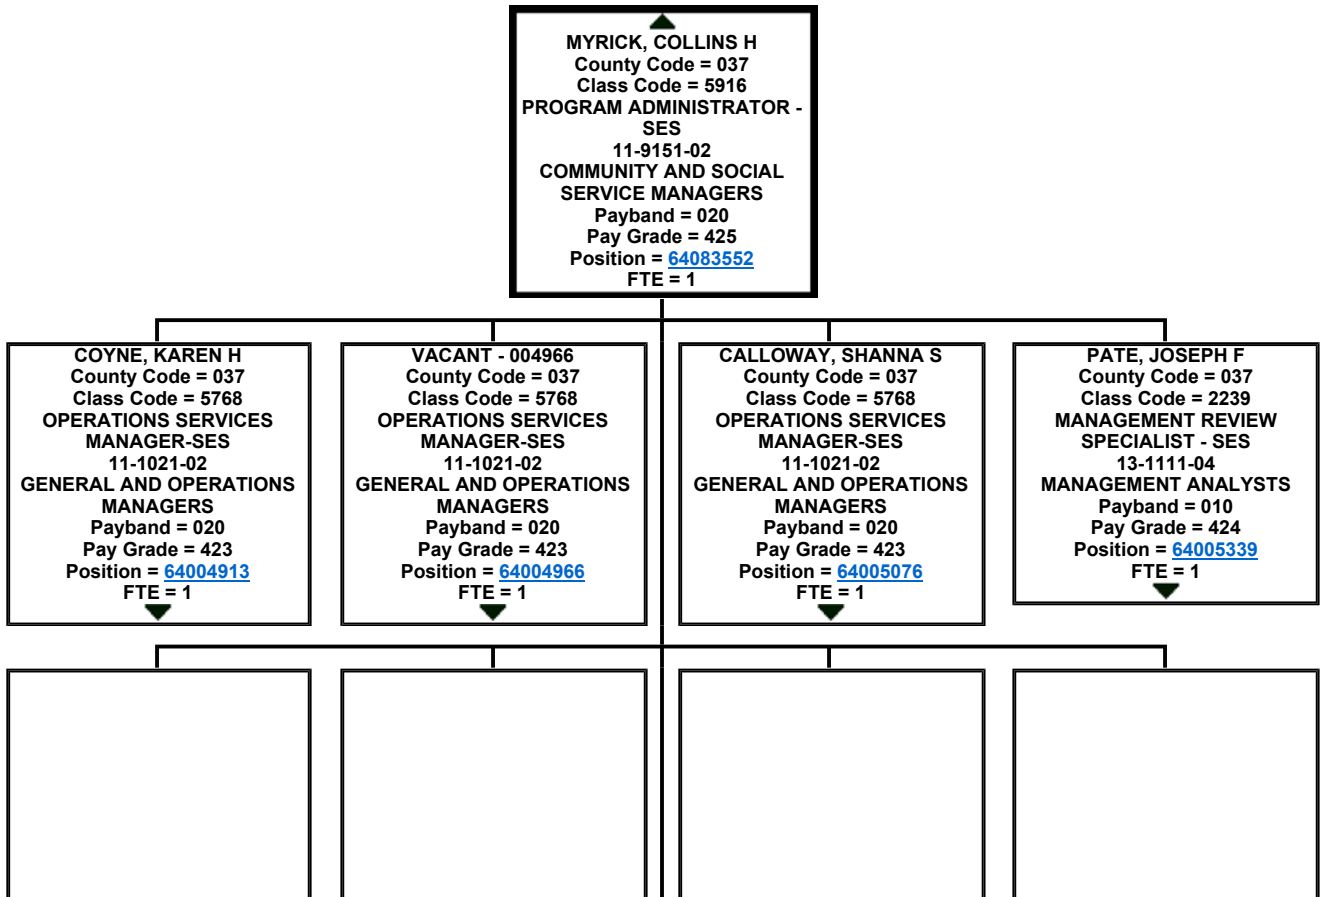 MYRICK, COLLINS H
County Code = 037
Class Code = 5916
PROGRAM ADMINISTRATOR -
SES
11-9151-02
COMMUNITY AND SOCIAL
SERVICE MANAGERS
Payband = 020
Pay Grade = 425
Position = 64083552
FTE = 1
COYNE, KAREN H
County Code = 037
Class Code = 5768
OPERATIONS SERVICES
MANAGER-SES
11-1021-02
GENERAL AND OPERATIONS
MANAGERS
Payband = 020
Pay Grade = 423
Position = 64004913
FTE = 1
VACANT - 004966
County Code = 037
Class Code = 5768
OPERATIONS SERVICES
MANAGER-SES
11-1021-02
GENERAL AND OPERATIONS
MANAGERS
Payband = 020
Pay Grade = 423
Position = 64004966
FTE = 1
CALLOWAY, SHANNA S
County Code = 037
Class Code = 5768
OPERATIONS SERVICES
MANAGER-SES
11-1021-02
GENERAL AND OPERATIONS
MANAGERS
Payband = 020
Pay Grade = 423
Position = 64005076
FTE = 1
PATE, JOSEPH F
County Code = 037
Class Code = 2239
MANAGEMENT REVIEW
SPECIALIST - SES
13-1111-04
MANAGEMENT ANALYSTS
Payband = 010
Pay Grade = 424
Position = 64005339
FTE = 1